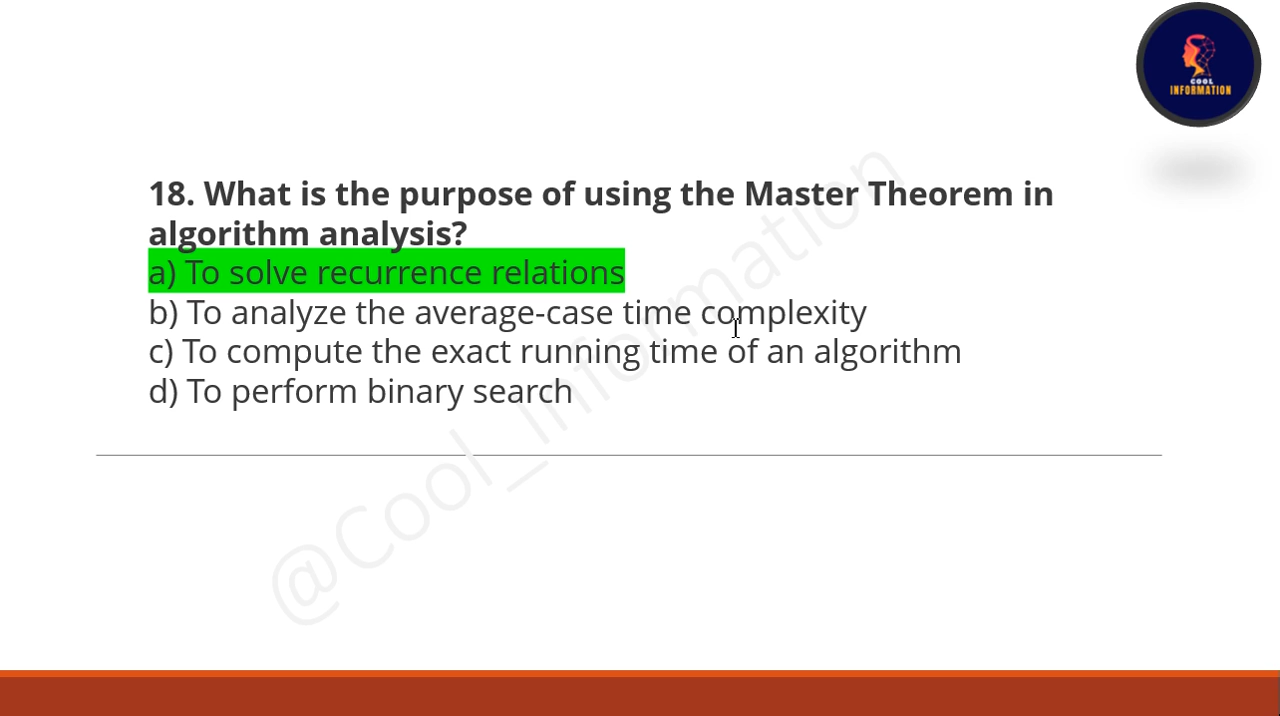 COOL
INFORMATION
18. What is the purpose of using the Master Theorem in
algorithm analysis?
a) To solve recurrence relations
b) To analyze the average-case time complexity
c) To compute the exact running time of an algorithm
d) To perform binary search
@Cool_Information